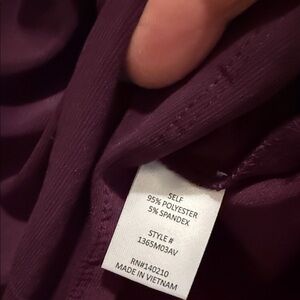 SELF
95% POLYESTER
5% SPANDEX
STYLE #
1365M03AV
RN#140210
MADE IN VIETNAM